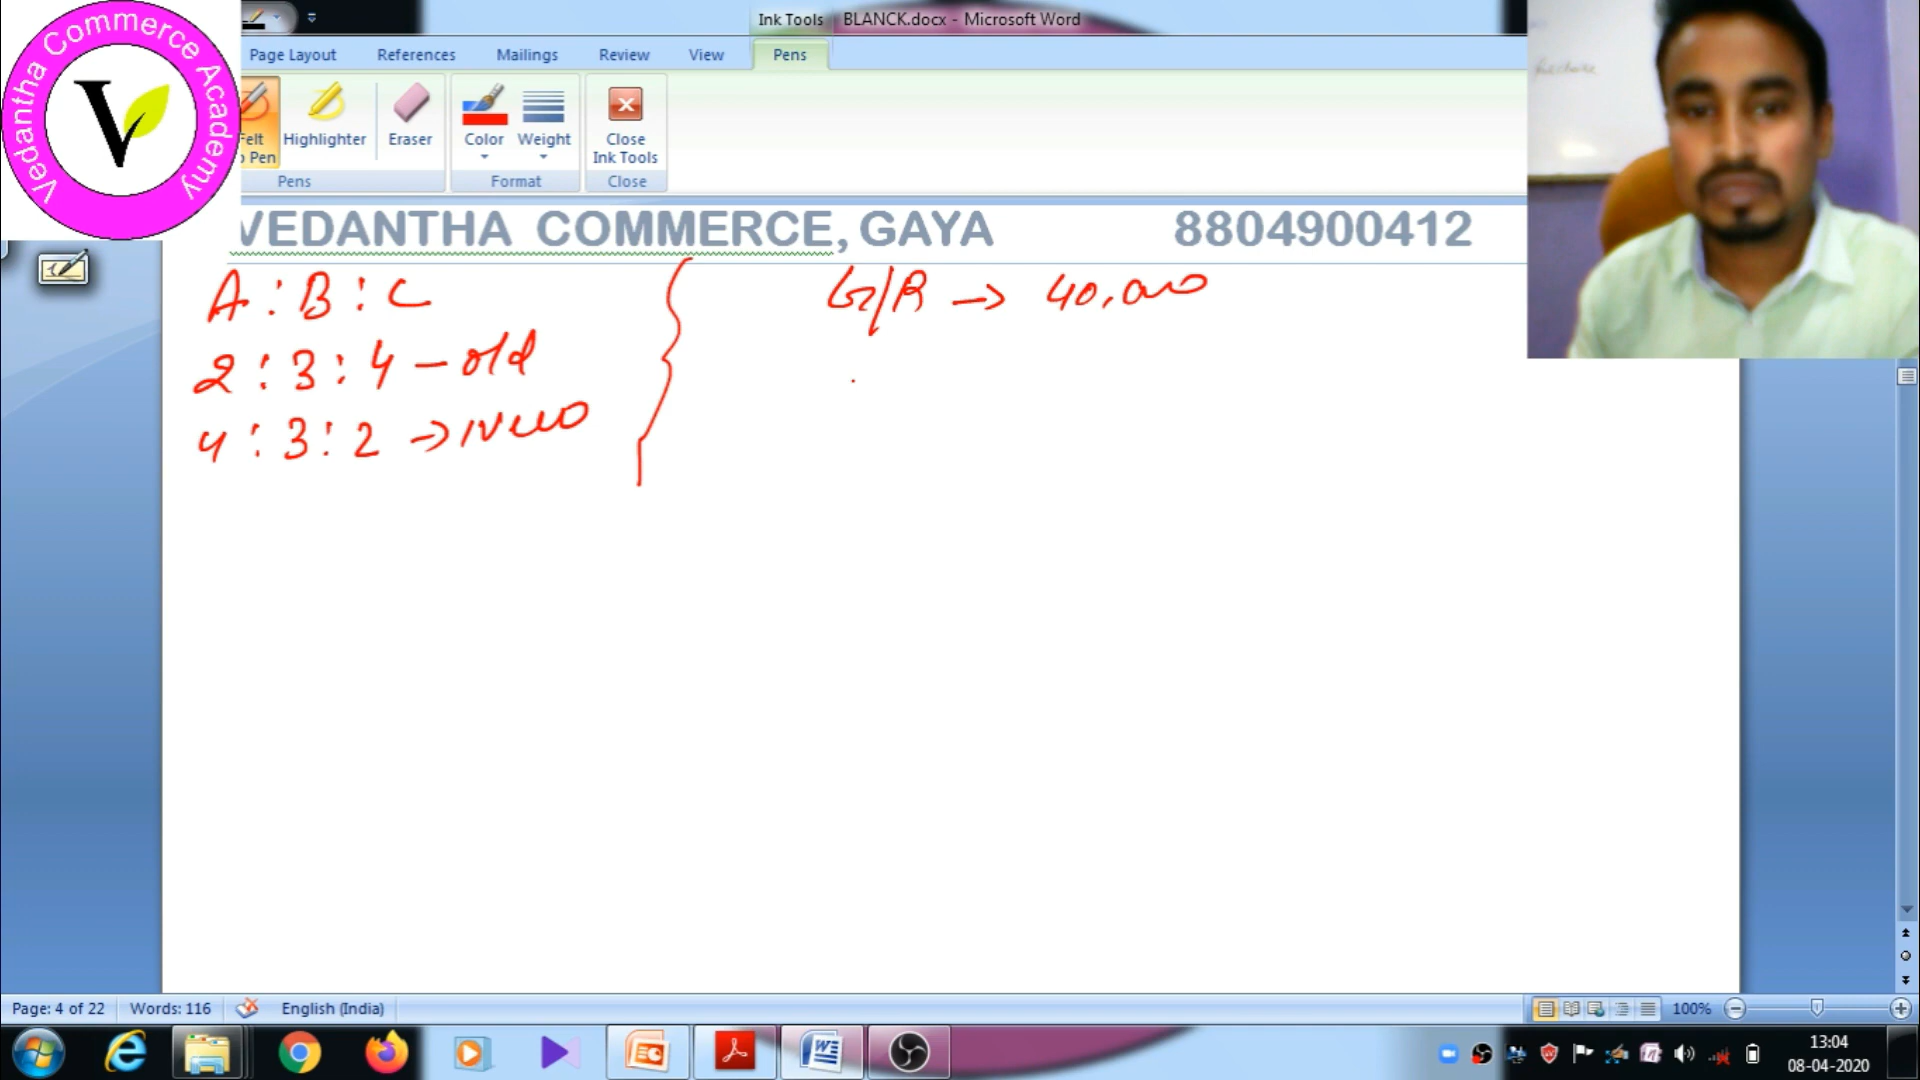 Vedantha Commerce Academy
V
Ink Tools BLANCK.docx - Microsoft Word
Page Layout References Mailings Review View Pens
Felt
Pen
Highlighter
Eraser
Color
Weight
Close
Ink Tools
Pens Format Close
VEDANTHA COMMERCE, GAYA 8804900412
A : B : C
2 : 3 : 4 – old
4 : 3 : 2 → New
G/R → 40,000
Page: 4 of 22 Words: 116 English (India) 100%
13:04
08-04-2020